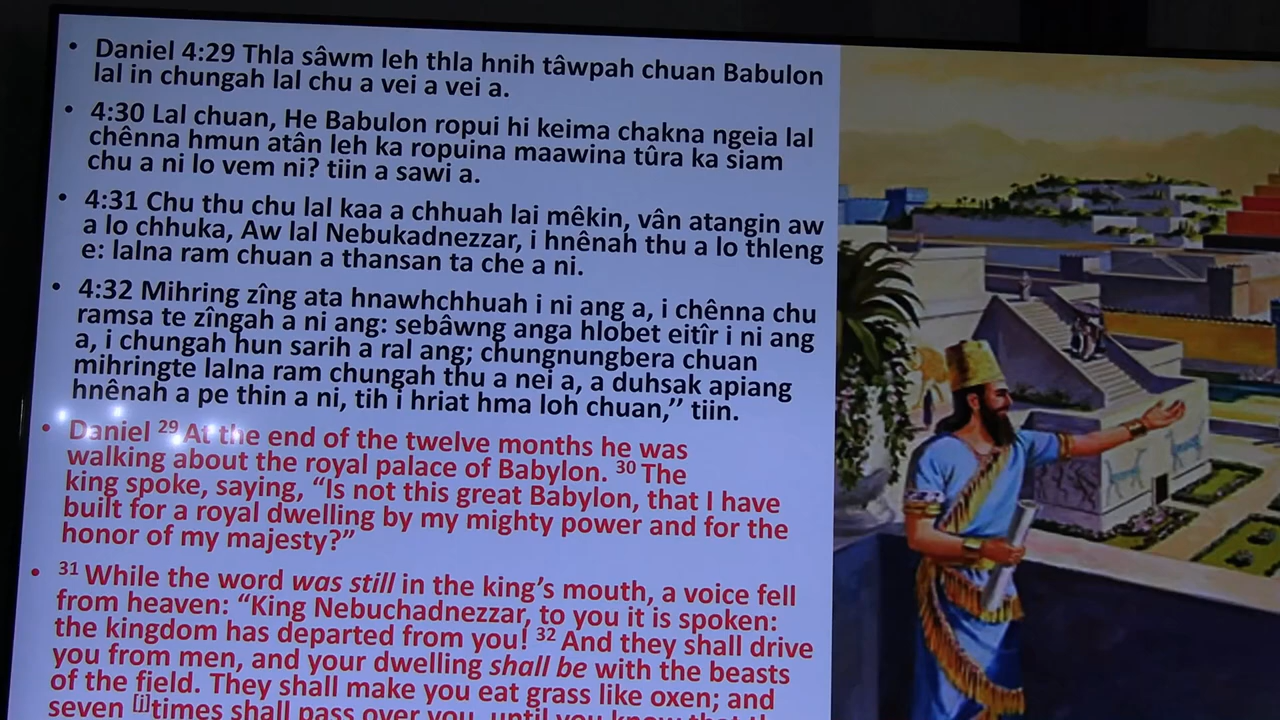 • Daniel 4:29 Thla sâwm leh thla hnih tâwpah chuan Babulon
lal in chungah lal chu a vei a vei a.
• 4:30 Lal chuan, He Babulon ropui hi keima chakna ngeia lal
chênna hmun atân leh ka ropuina maawina tûra ka siam
chu a ni lo vem ni? tiin a sawi a.
• 4:31 Chu thu chu lal kaa a chhuah lai mêkin, vân atangin aw
a lo chhuka, Aw lal Nebukadnezzar, i hnênah thu a lo thleng
e: lalna ram chuan a thansan ta che a ni.
• 4:32 Mihring zîng ata hnawhchhuah i ni ang a, i chênna chu
ramsa te zîngah a ni ang: sebâwng anga hlobet eitîr i ni ang
a, i chungah hun sarih a ral ang; chungnungbera chuan
mihringte lalna ram chungah thu a nei a, a duhsak apiang
hnênah a pe thin a ni, tih i hriat hma loh chuan,” tiin.
• Daniel 29 At the end of the twelve months he was
walking about the royal palace of Babylon. 30 The
king spoke, saying, “Is not this great Babylon, that I have
built for a royal dwelling by my mighty power and for the
honor of my majesty?”
• 31 While the word was still in the king’s mouth, a voice fell
from heaven: “King Nebuchadnezzar, to you it is spoken:
the kingdom has departed from you! 32 And they shall drive
you from men, and your dwelling shall be with the beasts
of the field. They shall make you eat grass like oxen; and
seven [j]times shall pass over you, until you know that